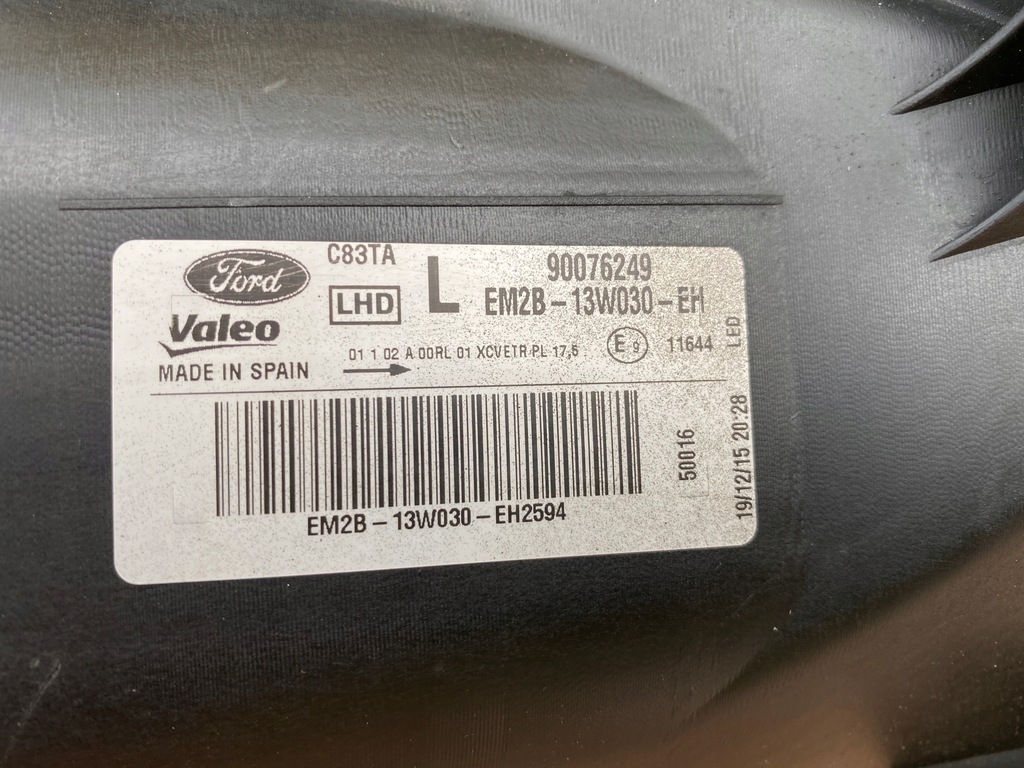 Ford
C83TA
L
90076249
LHD
EM2B - 13W030 - EH
Valeo
01 1 02 A 00RL 01 XCVETR PL 17,5
E9
11644
LED
MADE IN SPAIN
50016
19/12/15 20:28
EM2B - 13W030 - EH2594